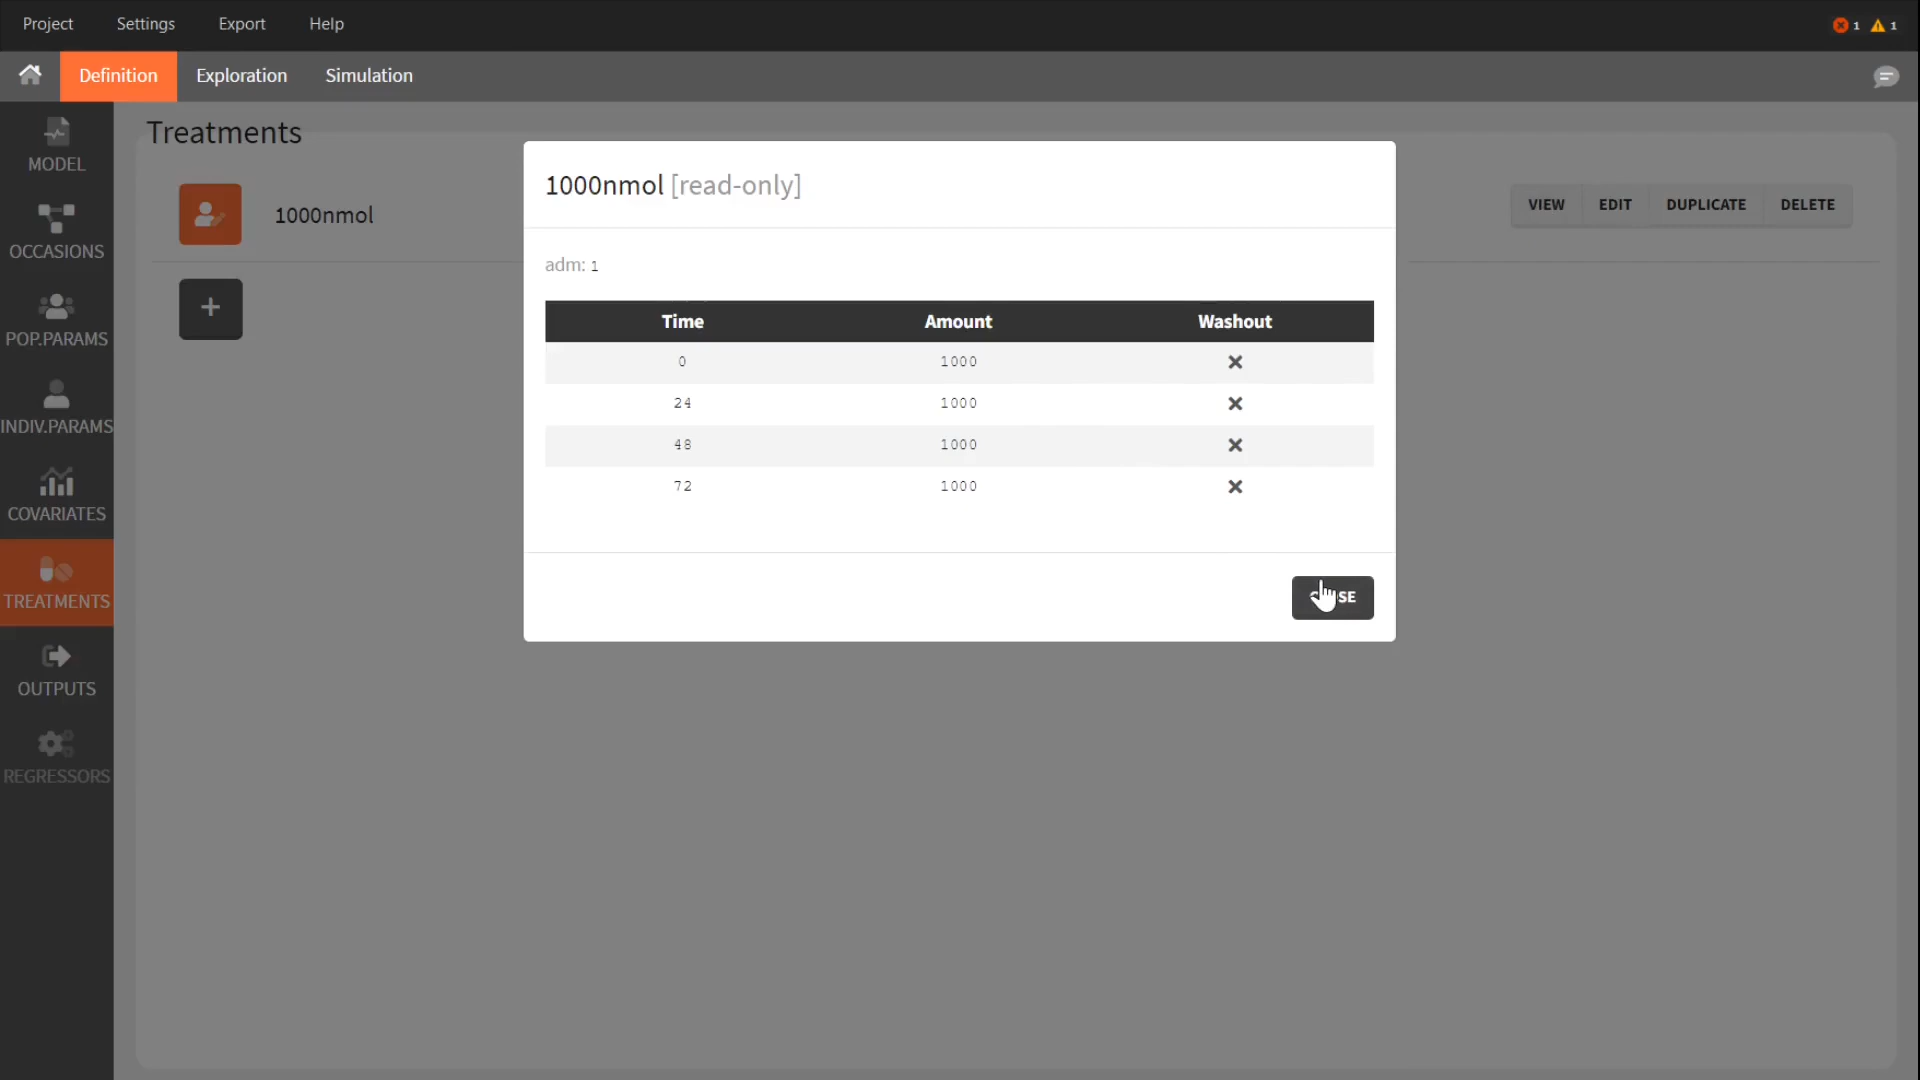 Project Settings Export Help 1 1
Definition Exploration Simulation
MODEL
OCCASIONS
POP.PARAMS
INDIV.PARAMS
COVARIATES
TREATMENTS
OUTPUTS
REGRESSORS
Treatments
1000nmol VIEW EDIT DUPLICATE DELETE
+
1000nmol [read-only]
adm: 1
Time Amount Washout
0 1000
24 1000
48 1000
72 1000